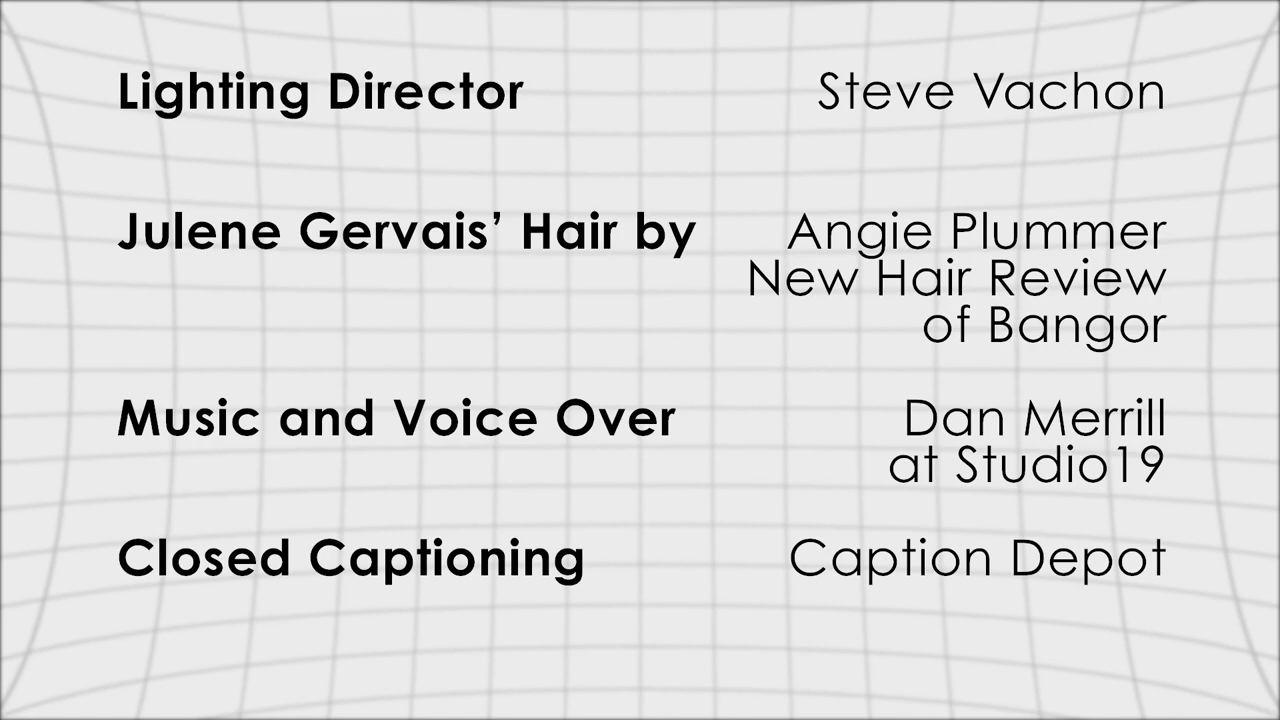 Lighting Director Steve Vachon
Julene Gervais’ Hair by Angie Plummer
New Hair Review
of Bangor
Music and Voice Over Dan Merrill
at Studio19
Closed Captioning Caption Depot